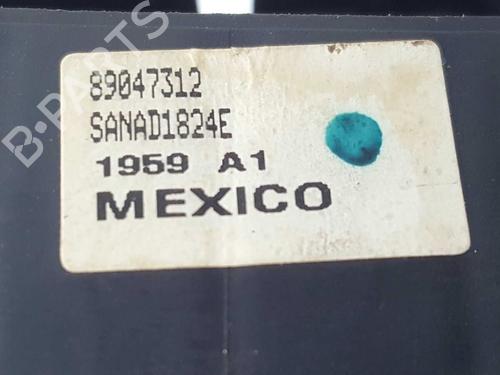 B-PARTS
89047312
SANAD1824E
1959 A1
MEXICO